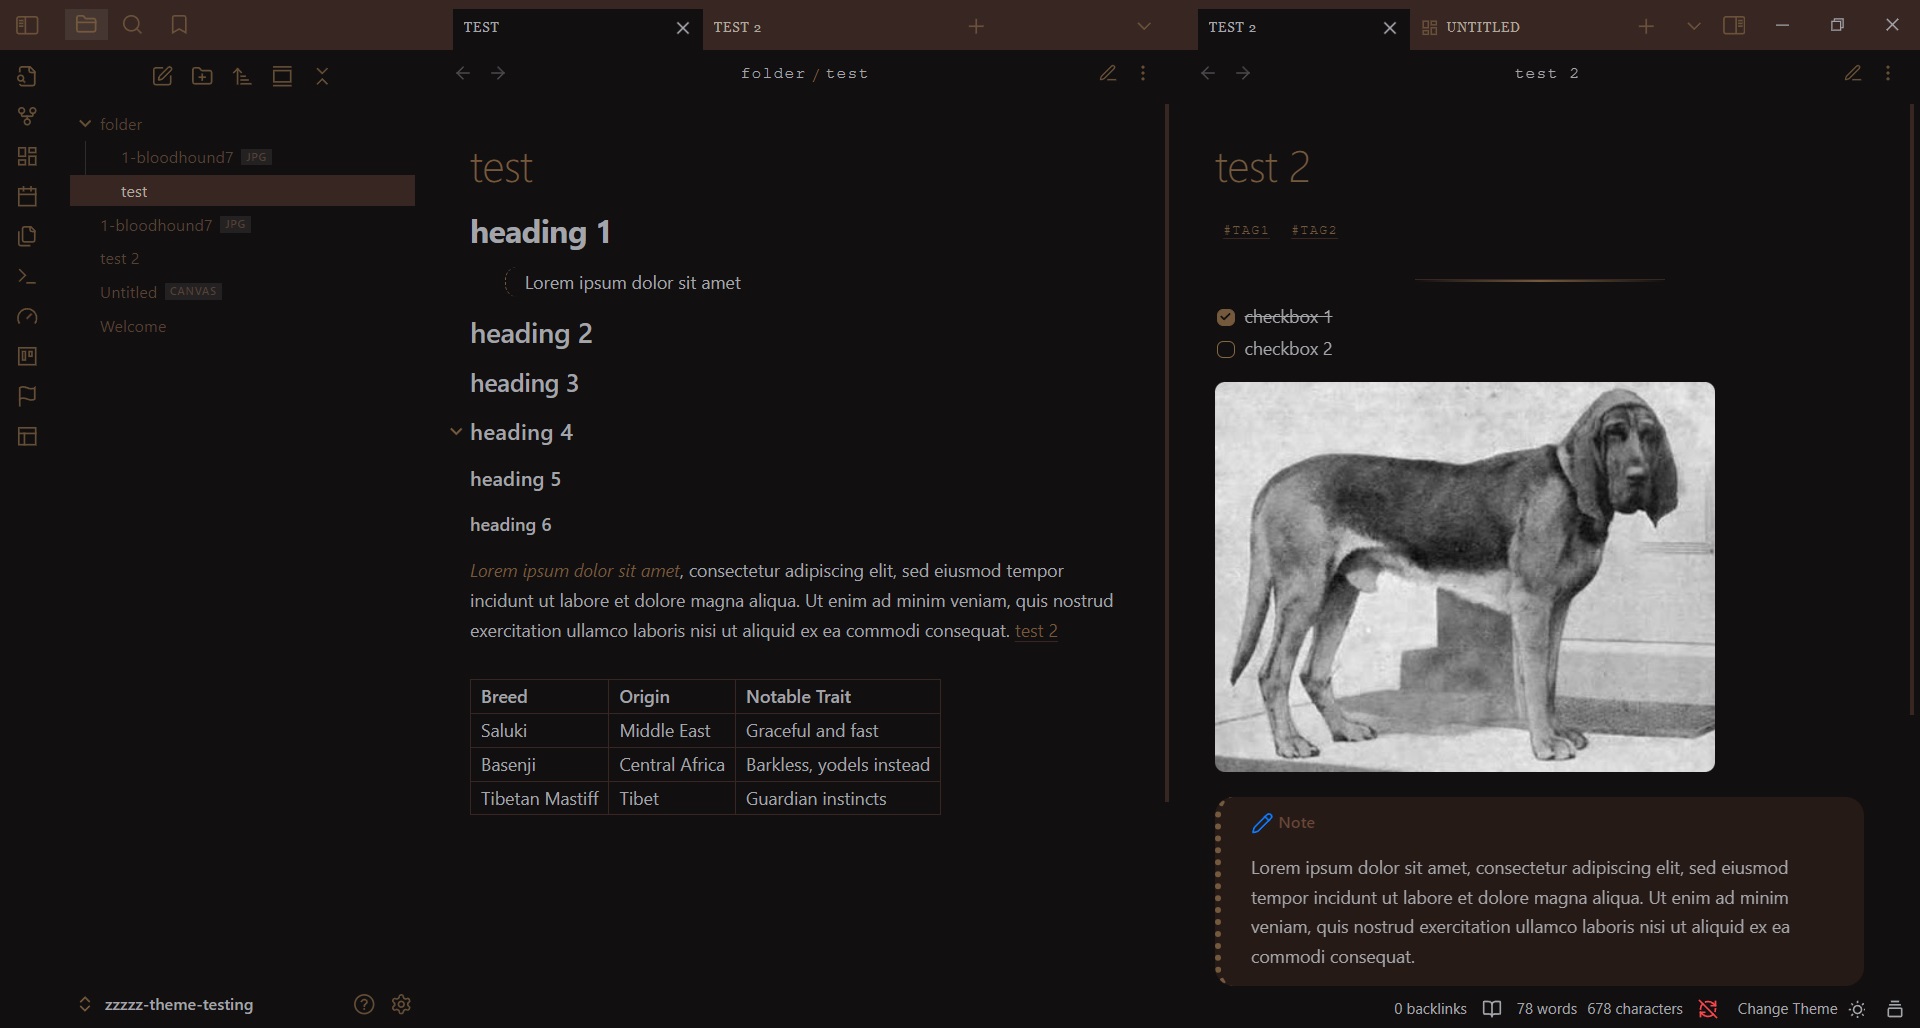 TEST
TEST 2
TEST 2
UNTITLED
folder / test
test 2
folder
1-bloodhound7 JPG
test
1-bloodhound7 JPG
test 2
Untitled CANVAS
Welcome
zzzzz-theme-testing
test
heading 1
Lorem ipsum dolor sit amet
heading 2
heading 3
heading 4
heading 5
heading 6
Lorem ipsum dolor sit amet, consectetur adipiscing elit, sed eiusmod tempor
incidunt ut labore et dolore magna aliqua. Ut enim ad minim veniam, quis nostrud
exercitation ullamco laboris nisi ut aliquid ex ea commodi consequat. test 2
Breed Origin Notable Trait
Saluki Middle East Graceful and fast
Basenji Central Africa Barkless, yodels instead
Tibetan Mastiff Tibet Guardian instincts
test 2
#TAG1 #TAG2
checkbox 1
checkbox 2
Note
Lorem ipsum dolor sit amet, consectetur adipiscing elit, sed eiusmod
tempor incidunt ut labore et dolore magna aliqua. Ut enim ad minim
veniam, quis nostrud exercitation ullamco laboris nisi ut aliquid ex ea
commodi consequat.
0 backlinks 78 words 678 characters Change Theme